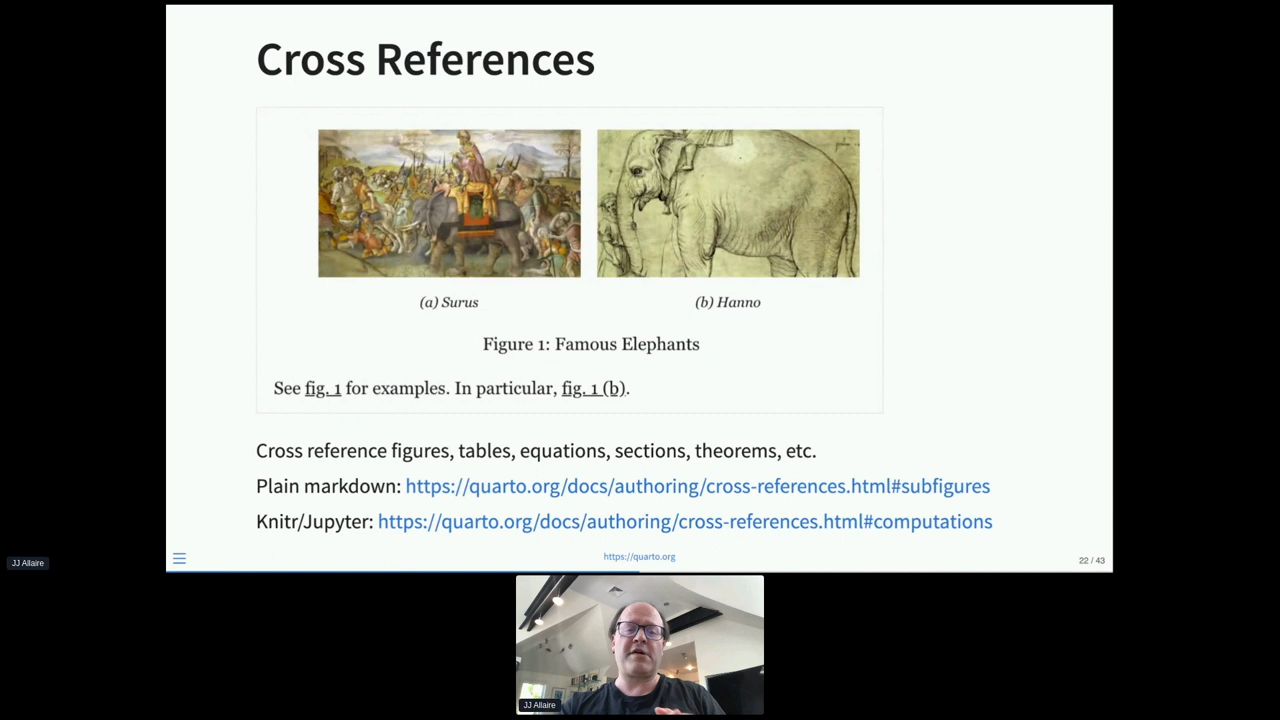 Cross References
(a) Surus
(b) Hanno
Figure 1: Famous Elephants
See fig. 1 for examples. In particular, fig. 1 (b).
Cross reference figures, tables, equations, sections, theorems, etc.
Plain markdown: https://quarto.org/docs/authoring/cross-references.html#subfigures
Knitr/Jupyter: https://quarto.org/docs/authoring/cross-references.html#computations
https://quarto.org
22 / 43
JJ Allaire
JJ Allaire